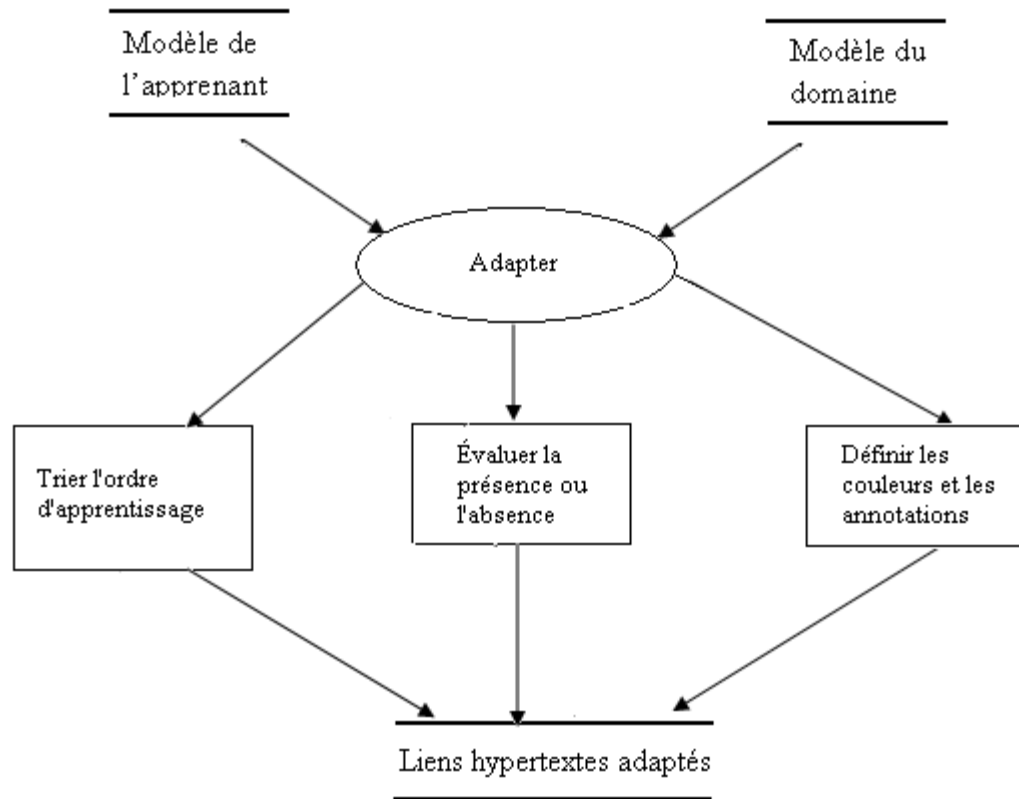 Modèle de
l'apprenant
Modèle du
domaine
Adapter
Trier l'ordre
d'apprentissage
Évaluer la
présence ou
l'absence
Définir les
couleurs et les
annotations
Liens hypertextes adaptés